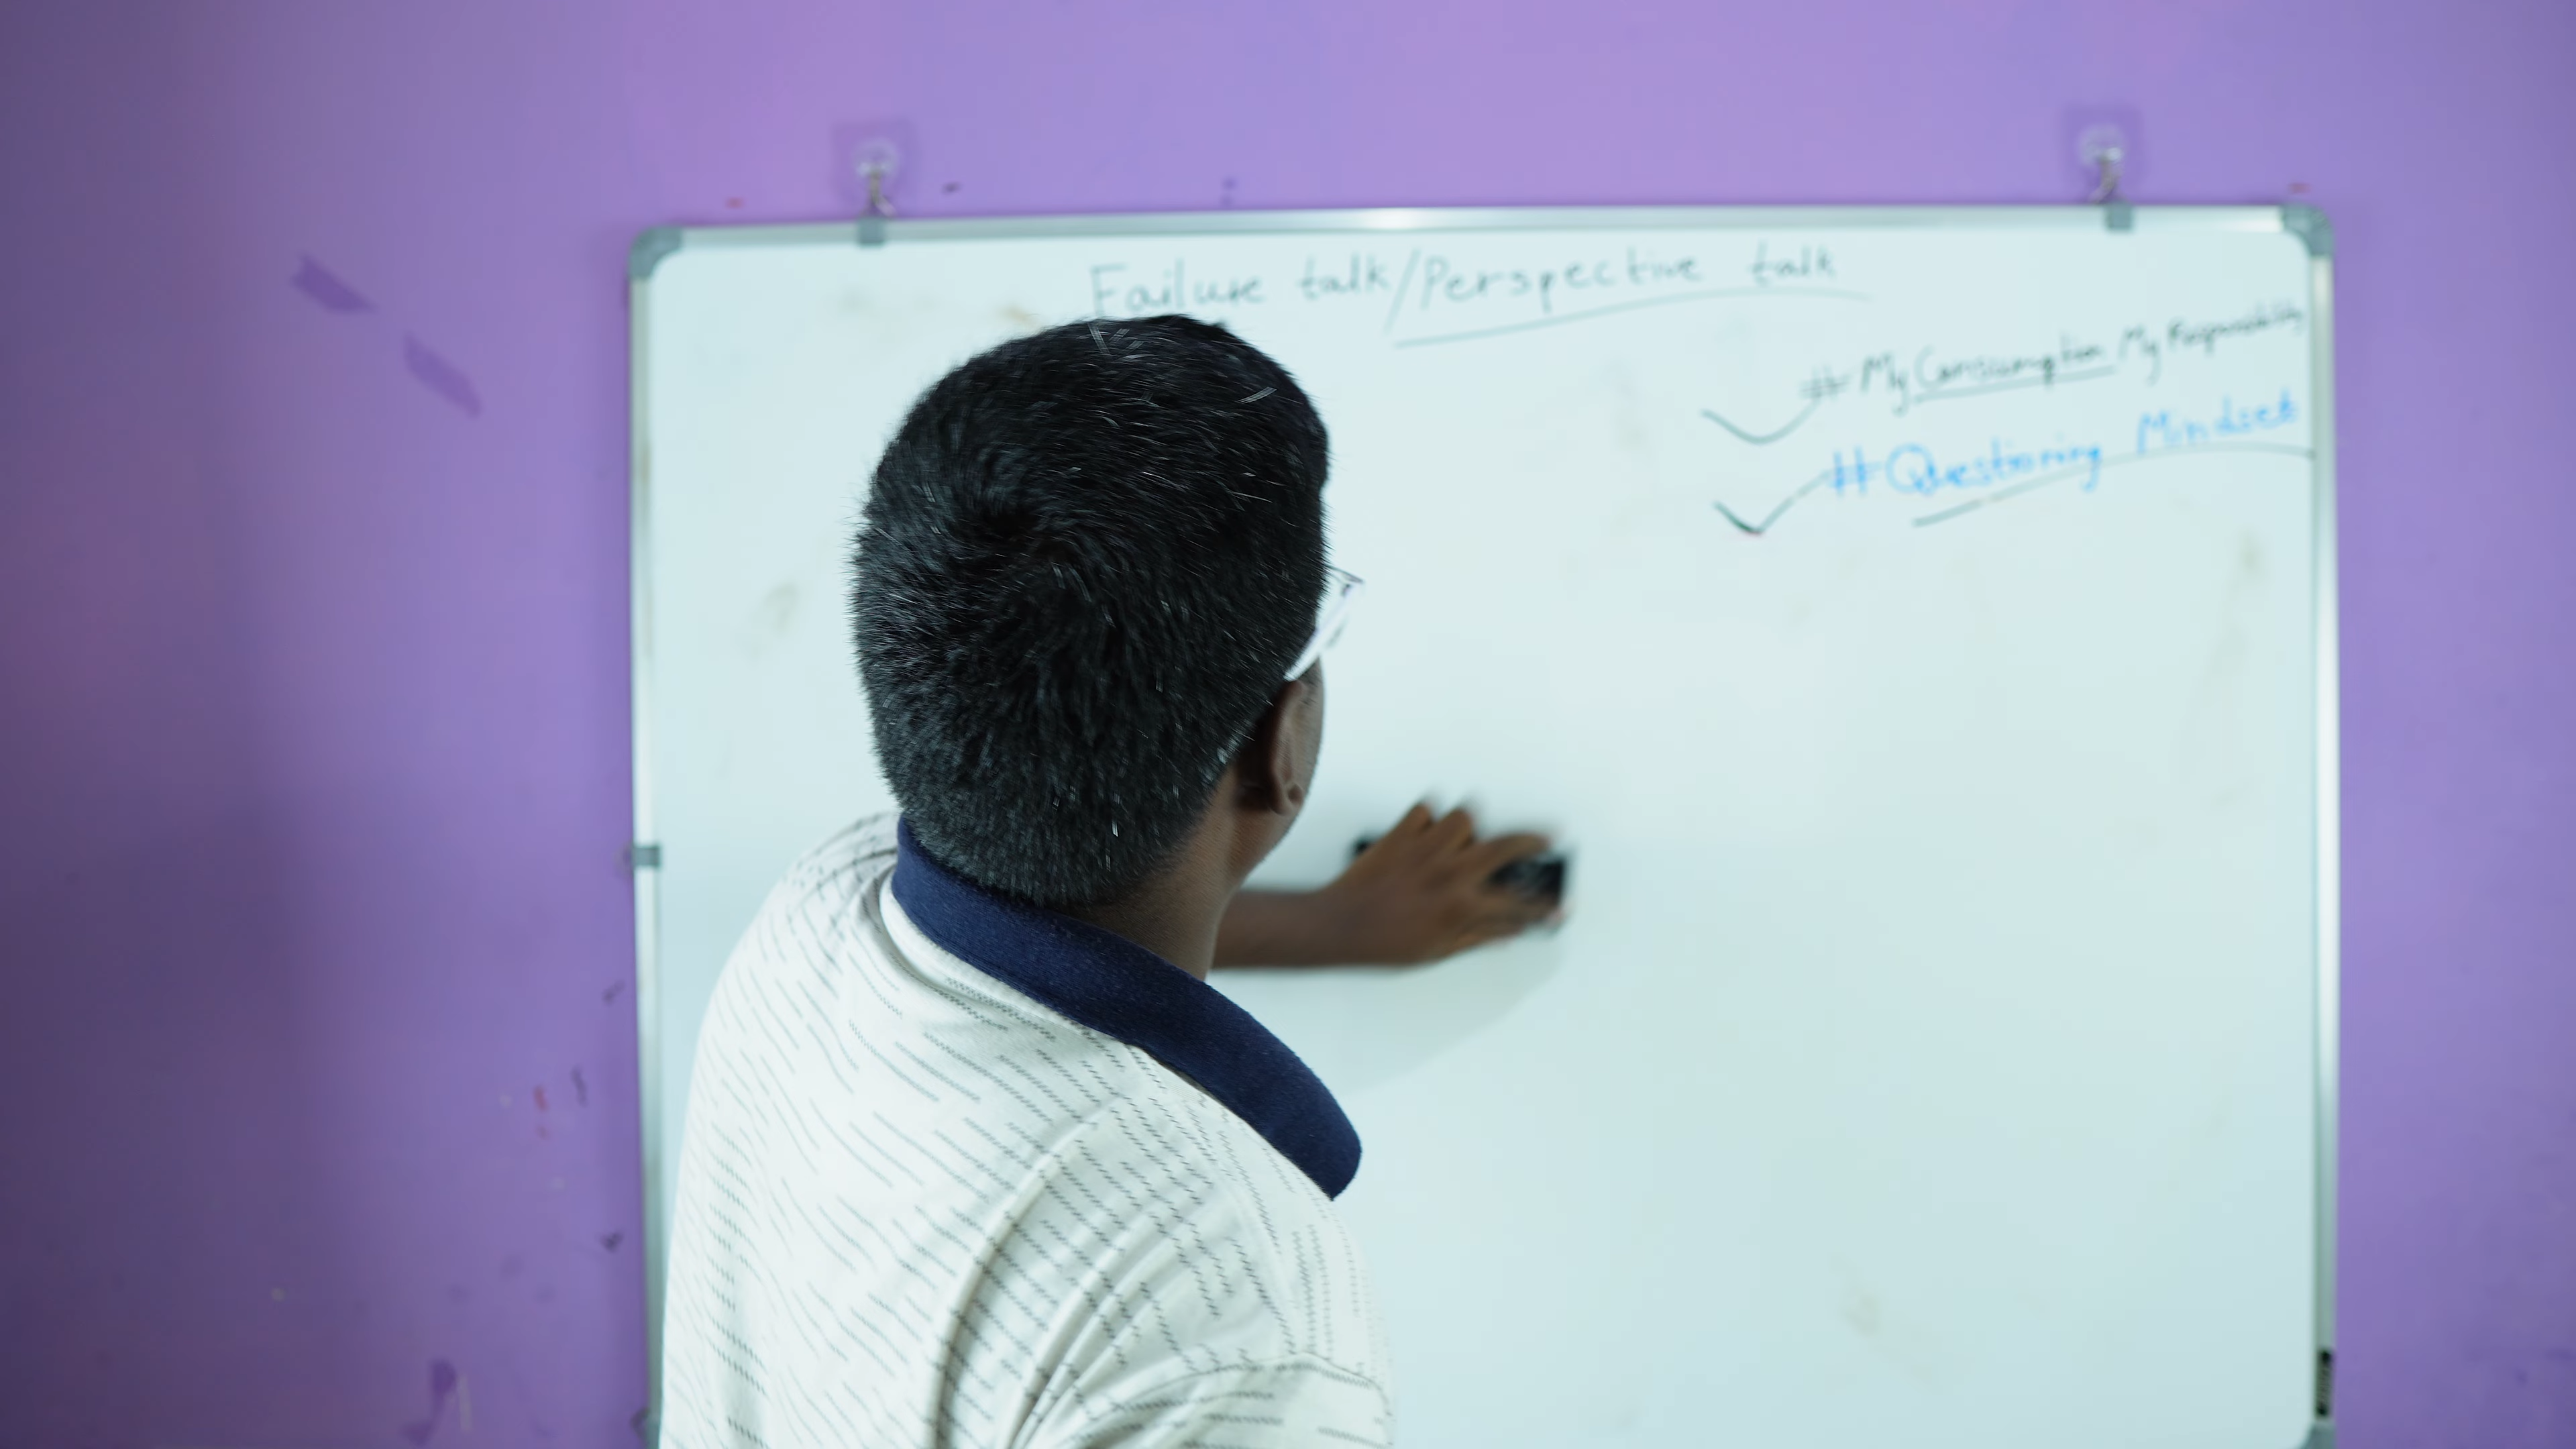 Failure talk/Perspective talk
# My Consumption My Responsibility
# Questioning Mindset